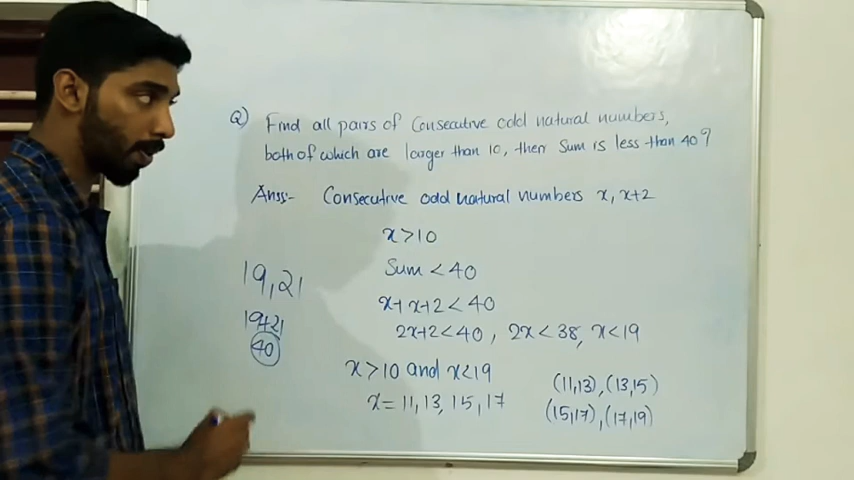 Q) Find all pairs of Consecutive odd natural numbers,
both of which are larger than 10, then Sum is less than 40?
Anss:- Consecutive odd natural numbers x, x+2
x>10
Sum < 40
x+x+2<40
2x+2<40, 2x<38, x<19
x>10 and x<19
x= 11, 13, 15, 17
19, 21
19+21
40
(11,13), (13,15)
(15,17), (17,19)